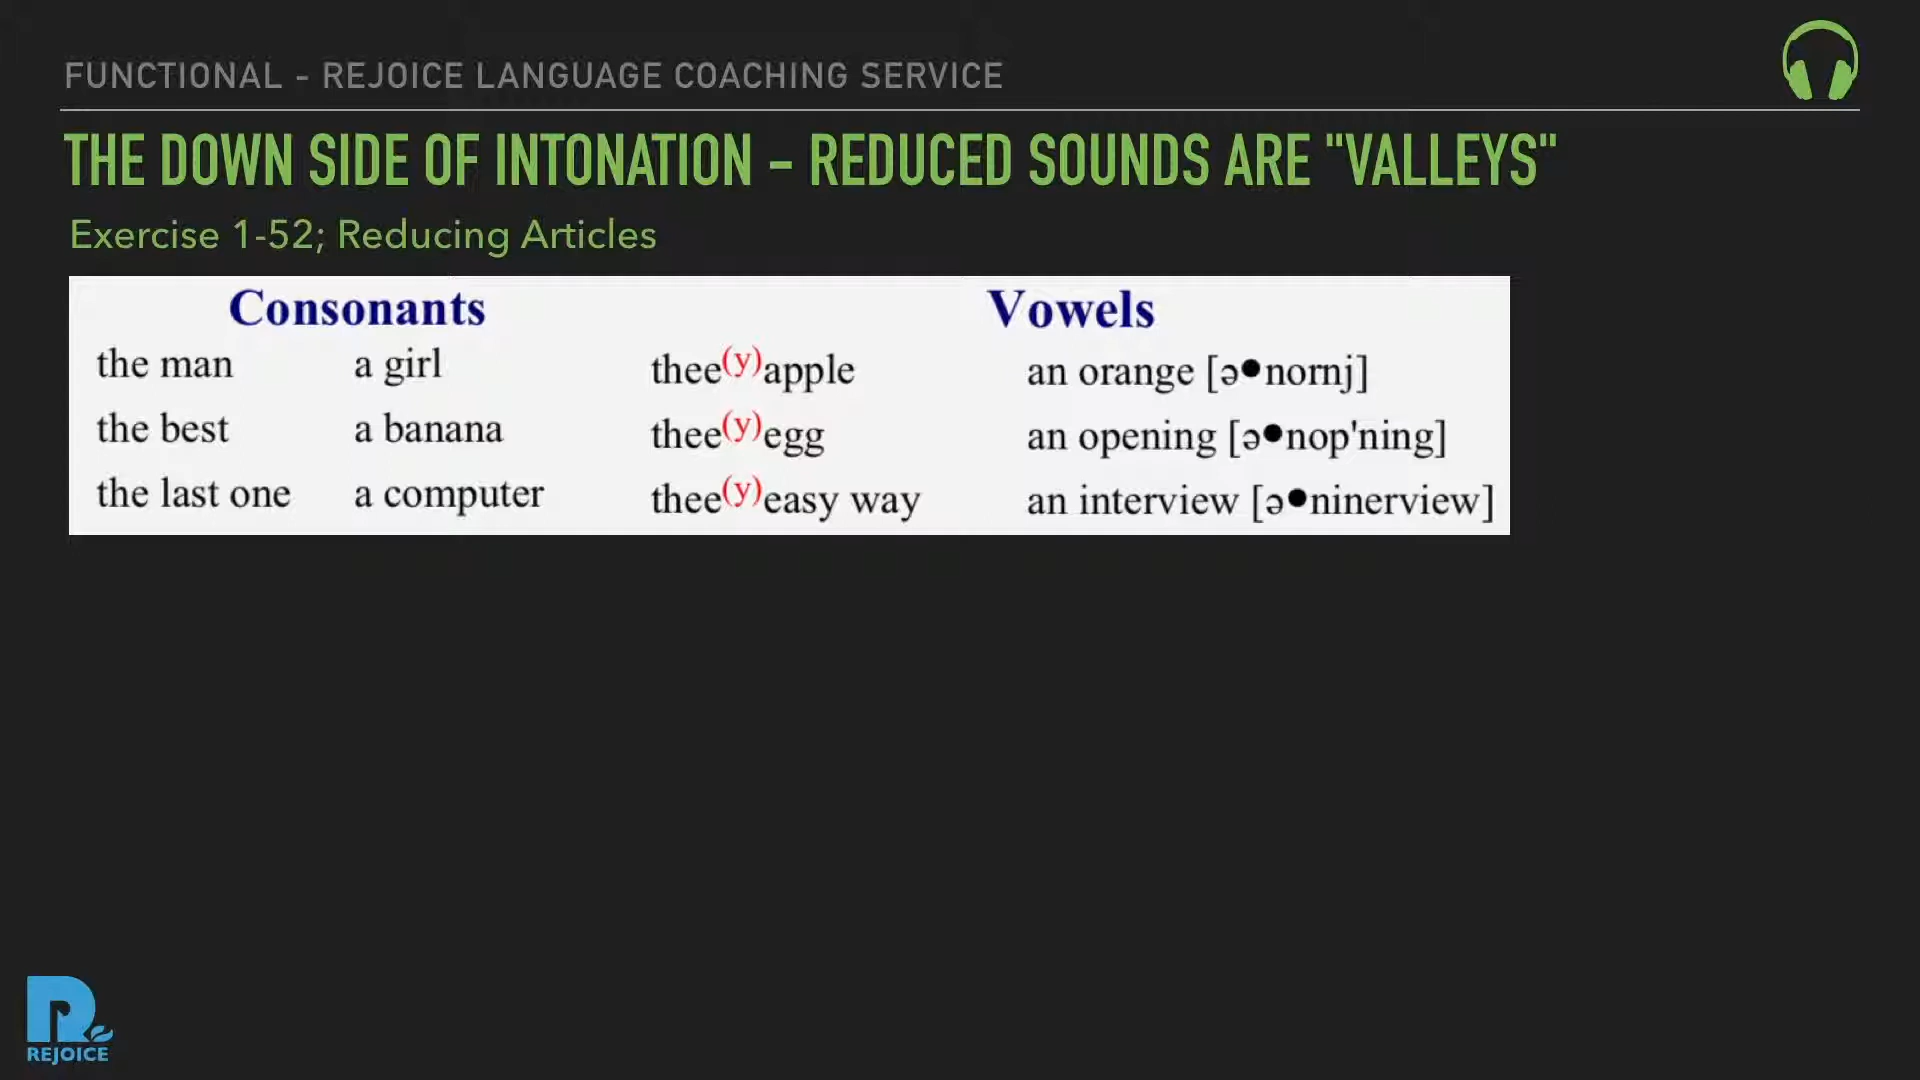 FUNCTIONAL - REJOICE LANGUAGE COACHING SERVICE
THE DOWN SIDE OF INTONATION - REDUCED SOUNDS ARE "VALLEYS"
Exercise 1-52; Reducing Articles
Consonants Vowels
the man a girl thee(y)apple an orange [ə•nornj]
the best a banana thee(y)egg an opening [ə•nop'ning]
the last one a computer thee(y)easy way an interview [ə•ninerview]
REJOICE